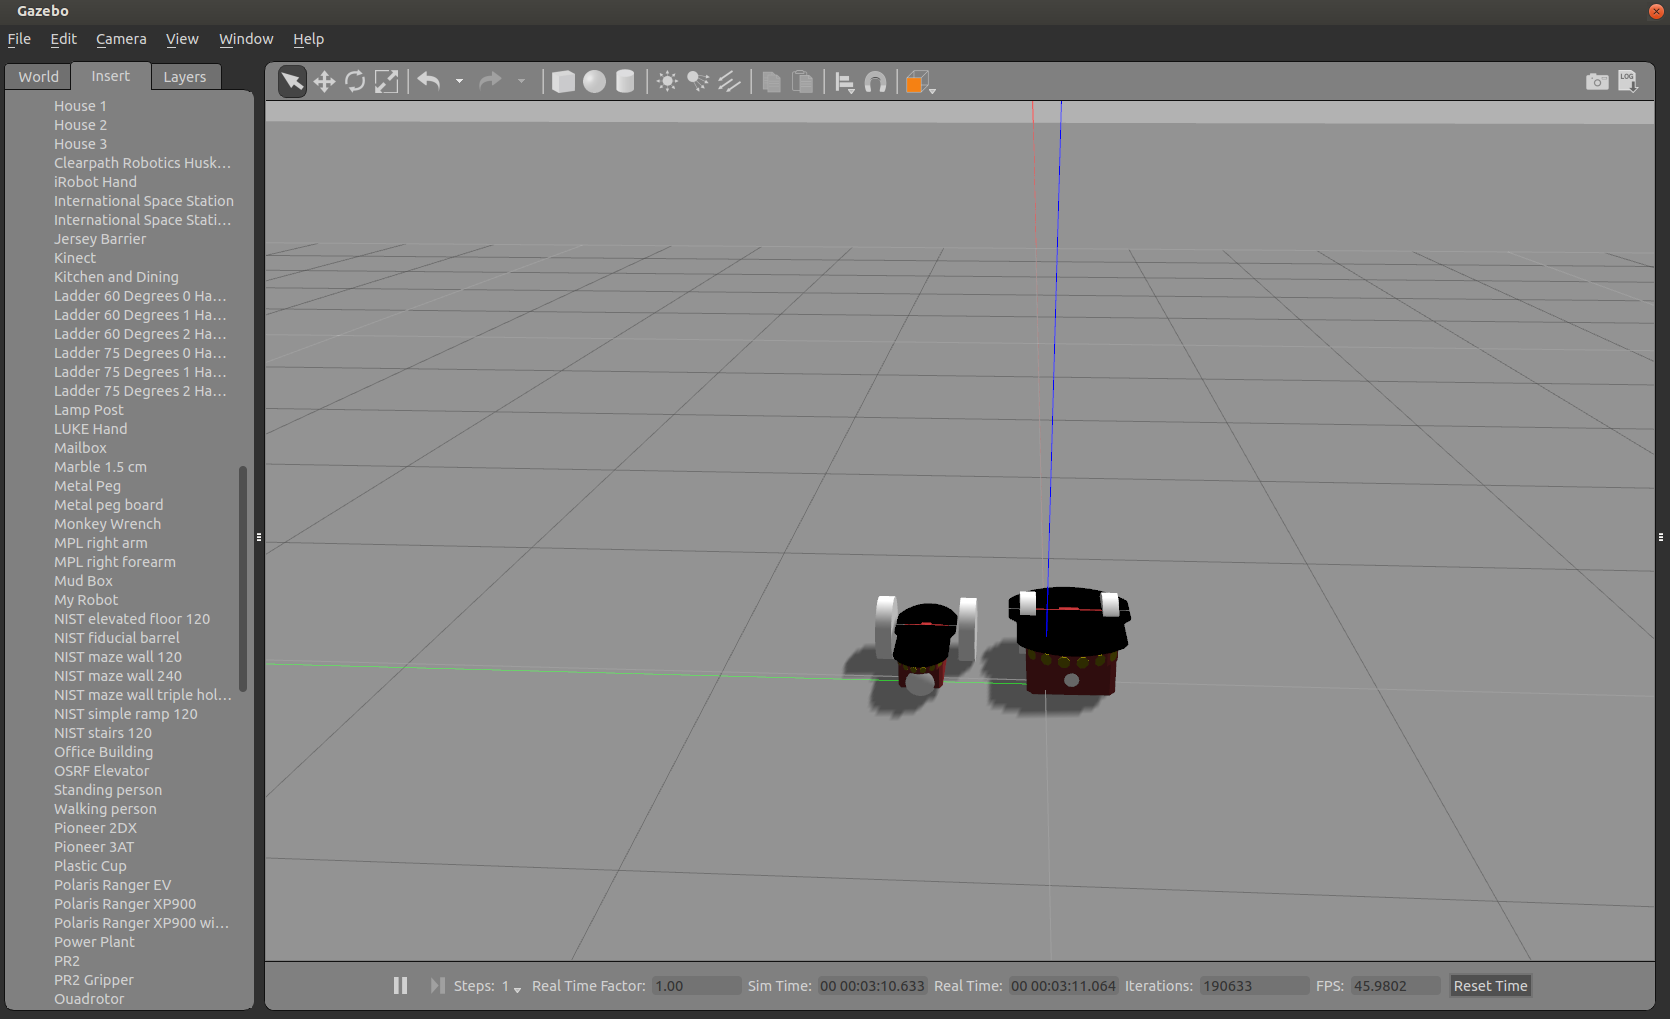 Gazebo
File Edit Camera View Window Help
World Insert Layers
LOG
House 1
House 2
House 3
Clearpath Robotics Husk...
iRobot Hand
International Space Station
International Space Stati...
Jersey Barrier
Kinect
Kitchen and Dining
Ladder 60 Degrees 0 Ha...
Ladder 60 Degrees 1 Ha...
Ladder 60 Degrees 2 Ha...
Ladder 75 Degrees 0 Ha...
Ladder 75 Degrees 1 Ha...
Ladder 75 Degrees 2 Ha...
Lamp Post
LUKE Hand
Mailbox
Marble 1.5 cm
Metal Peg
Metal peg board
Monkey Wrench
MPL right arm
MPL right forearm
Mud Box
My Robot
NIST elevated floor 120
NIST fiducial barrel
NIST maze wall 120
NIST maze wall 240
NIST maze wall triple hol...
NIST simple ramp 120
NIST stairs 120
Office Building
OSRF Elevator
Standing person
Walking person
Pioneer 2DX
Pioneer 3AT
Plastic Cup
Polaris Ranger EV
Polaris Ranger XP900
Polaris Ranger XP900 wi...
Power Plant
PR2
PR2 Gripper
Quadrotor
Steps: 1 Real Time Factor: 1.00 Sim Time: 00 00:03:10.633 Real Time: 00 00:03:11.064 Iterations: 190633 FPS: 45.9802 Reset Time